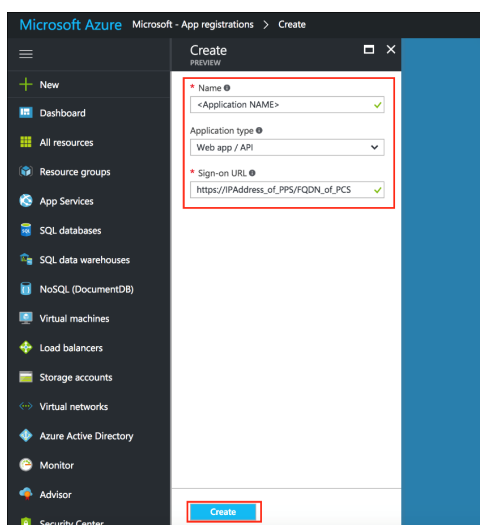 Microsoft Azure Microsoft - App registrations > Create
Create
PREVIEW
* Name
<Application NAME>
Application type
Web app / API
* Sign-on URL
https://IPAddress_of_PPS/FQDN_of_PCS
Create
New
Dashboard
All resources
Resource groups
App Services
SQL databases
SQL data warehouses
NoSQL (DocumentDB)
Virtual machines
Load balancers
Storage accounts
Virtual networks
Azure Active Directory
Monitor
Advisor
Security Center